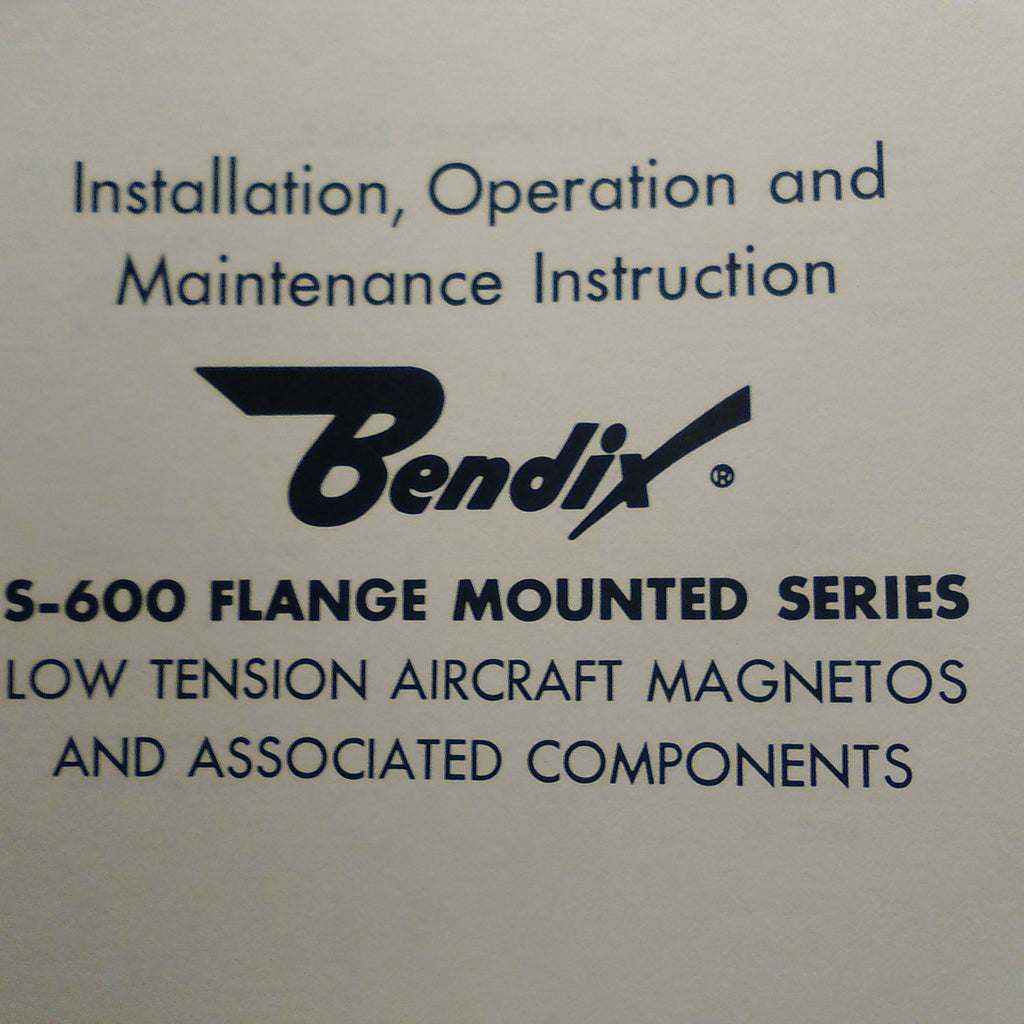 Installation, Operation and
Maintenance Instruction
Bendix ®
S-600 FLANGE MOUNTED SERIES
LOW TENSION AIRCRAFT MAGNETOS
AND ASSOCIATED COMPONENTS